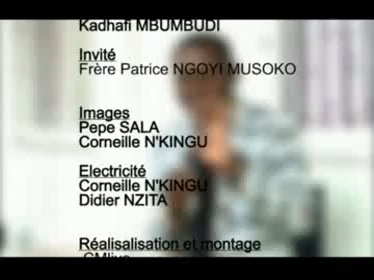 Kadhafi MBUMBUDI
Invité
Frère Patrice NGOYI MUSOKO
Images
Pepe SALA
Corneille N'KINGU
Electricité
Corneille N'KINGU
Didier NZITA
Réalisalisation et montage